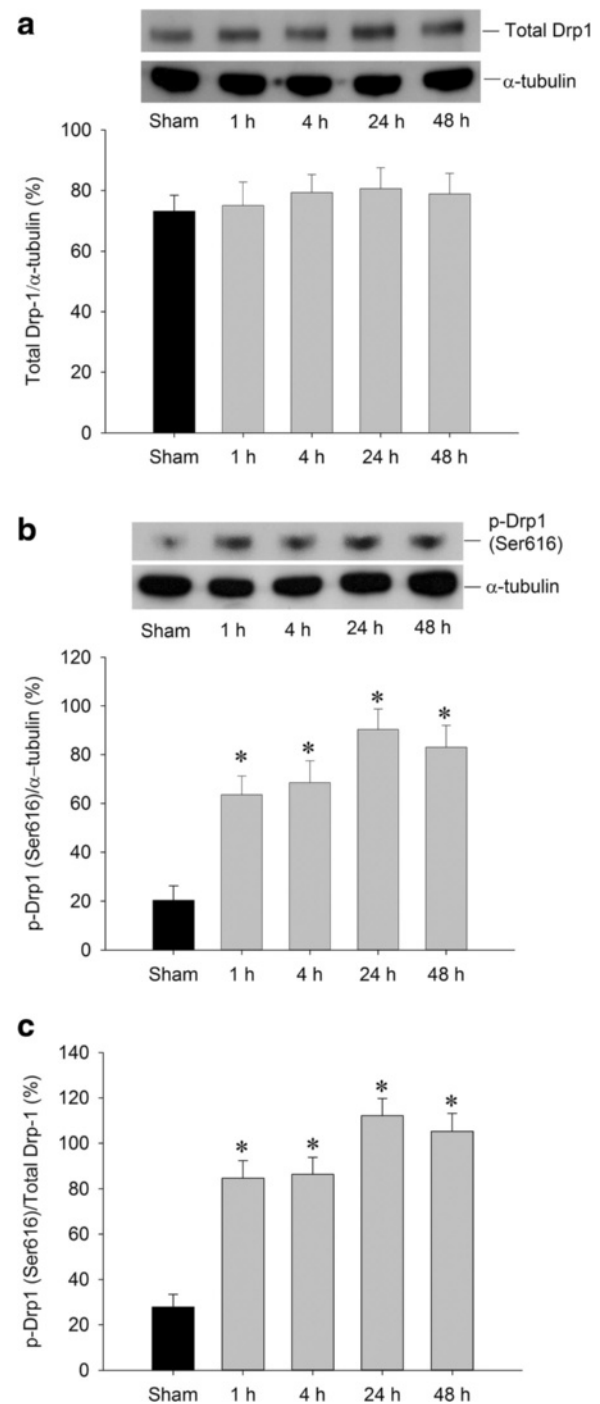 a
Total Drp1
α-tubulin
Sham 1 h 4 h 24 h 48 h
Total Drp-1/α-tubulin (%)
100
80
60
40
20
0
Sham 1 h 4 h 24 h 48 h
b
p-Drp1
(Ser616)
α-tubulin
Sham 1 h 4 h 24 h 48 h
p-Drp1 (Ser616)/α-tubulin (%)
120
100
80
60
40
20
0
* * * *
Sham 1 h 4 h 24 h 48 h
c
p-Drp1 (Ser616)/Total Drp-1 (%)
140
120
100
80
60
40
20
0
* * * *
Sham 1 h 4 h 24 h 48 h